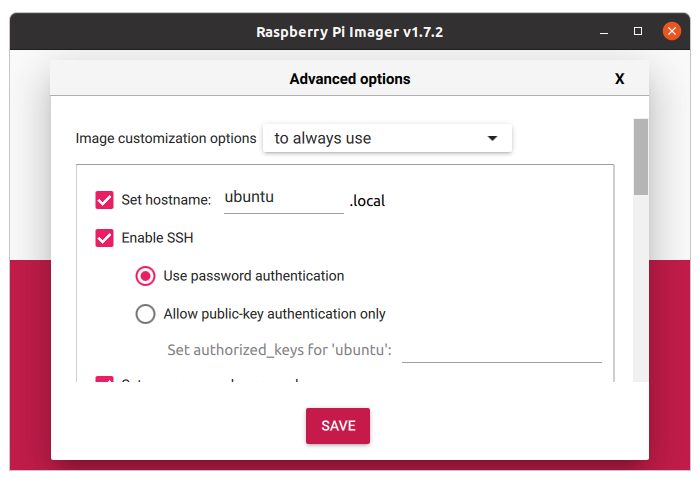 Raspberry Pi Imager v1.7.2
Advanced options X
Image customization options to always use
Set hostname: ubuntu .local
Enable SSH
Use password authentication
Allow public-key authentication only
Set authorized_keys for 'ubuntu':
SAVE